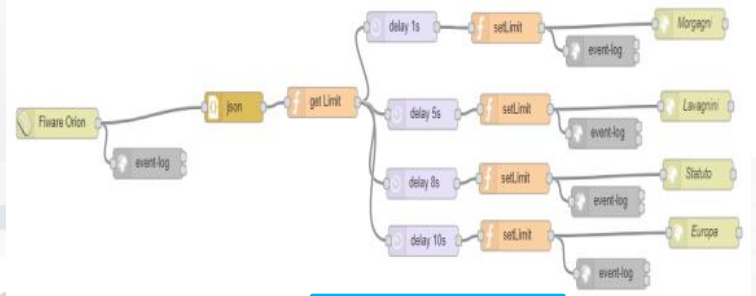 delay 1s
setLimit
Morgagni
event-log
Fiware Orion
json
get Limit
delay 5s
setLimit
Lavagnini
event-log
event-log
delay 8s
setLimit
Statuto
event-log
delay 10s
setLimit
Europa
event-log